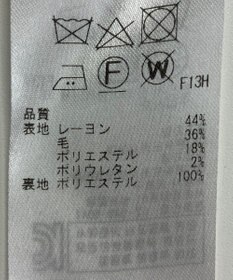 F W F13H
品質
表地 レーヨン 44%
毛 36%
ポリエステル 18%
ポリウレタン 2%
裏地 ポリエステル 100%